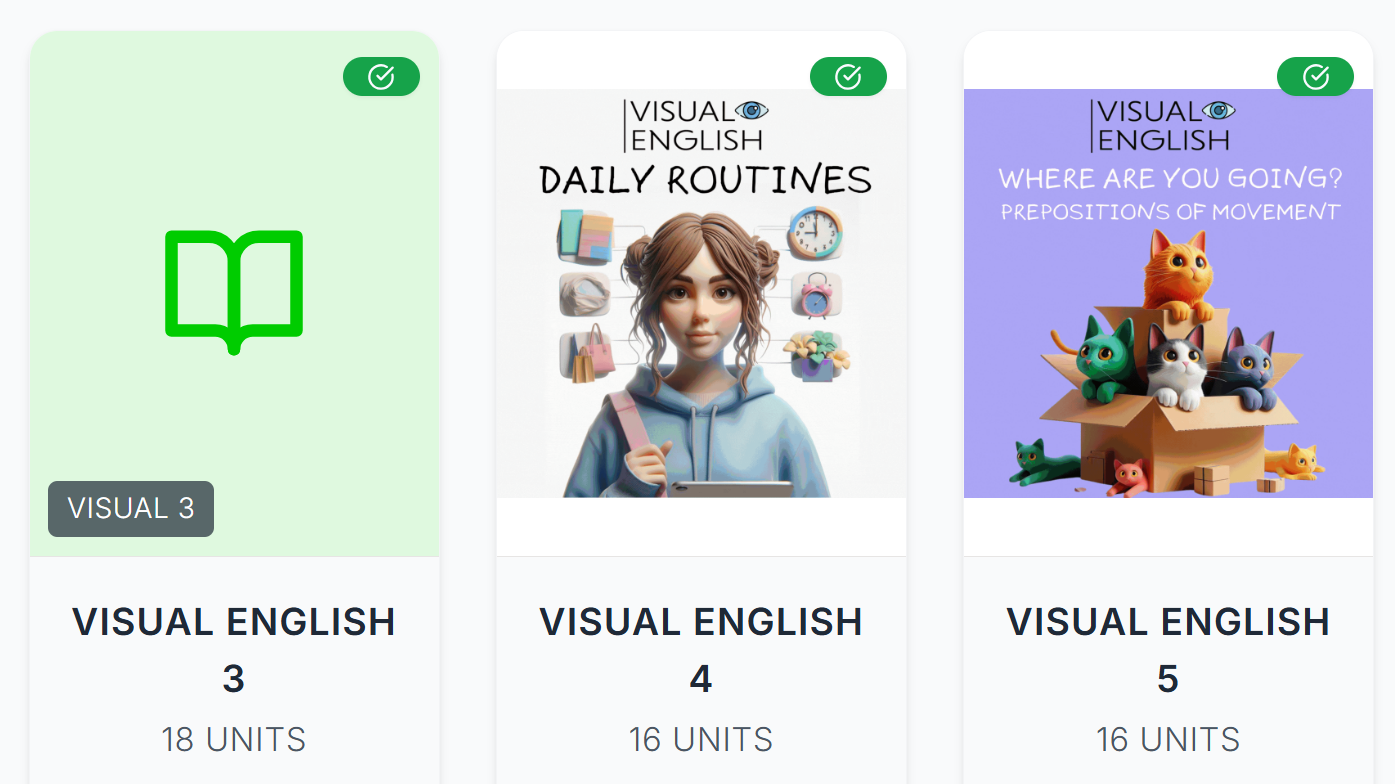 VISUAL 3
VISUAL ENGLISH
3
18 UNITS
VISUAL
ENGLISH
DAILY ROUTINES
VISUAL ENGLISH
4
16 UNITS
VISUAL
ENGLISH
WHERE ARE YOU GOING?
PREPOSITIONS OF MOVEMENT
VISUAL ENGLISH
5
16 UNITS